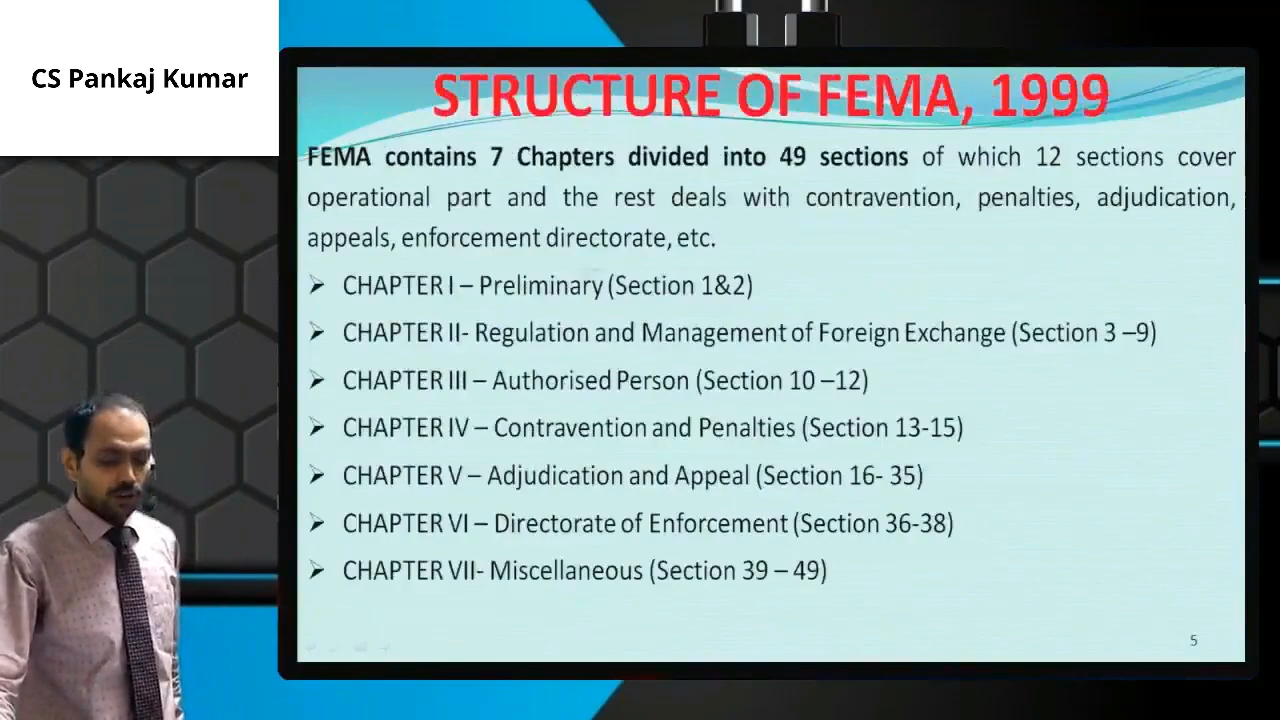 CS Pankaj Kumar
STRUCTURE OF FEMA, 1999
FEMA contains 7 Chapters divided into 49 sections of which 12 sections cover
operational part and the rest deals with contravention, penalties, adjudication,
appeals, enforcement directorate, etc.
➢ CHAPTER I – Preliminary (Section 1&2)
➢ CHAPTER II- Regulation and Management of Foreign Exchange (Section 3 –9)
➢ CHAPTER III – Authorised Person (Section 10 –12)
➢ CHAPTER IV – Contravention and Penalties (Section 13-15)
➢ CHAPTER V – Adjudication and Appeal (Section 16- 35)
➢ CHAPTER VI – Directorate of Enforcement (Section 36-38)
➢ CHAPTER VII- Miscellaneous (Section 39 – 49)
5